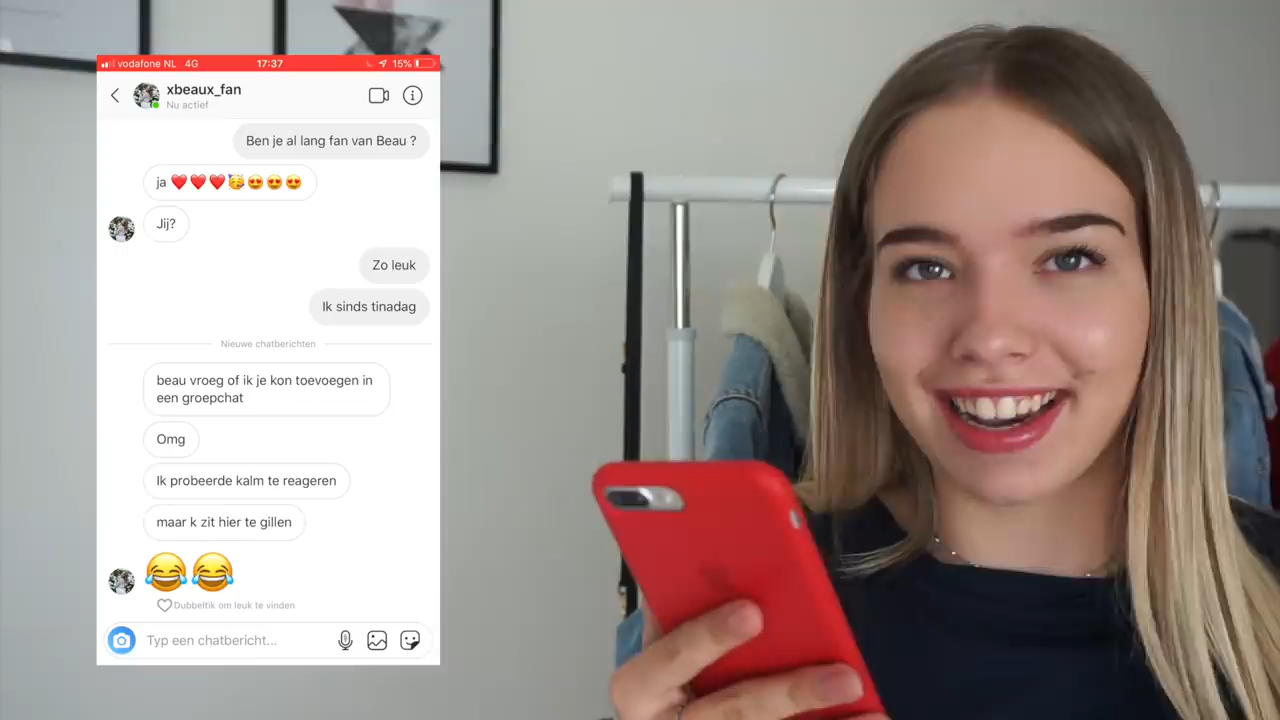 vodafone NL 4G 17:37 15%
xbeaux_fan
Nu actief
Ben je al lang fan van Beau ?
ja ❤️❤️❤️🥳😍😍😍
Jij?
Zo leuk
Ik sinds tinadag
Nieuwe chatberichten
beau vroeg of ik je kon toevoegen in
een groepchat
Omg
Ik probeerde kalm te reageren
maar k zit hier te gillen
😂😂
Dubbeltik om leuk te vinden
Typ een chatbericht...